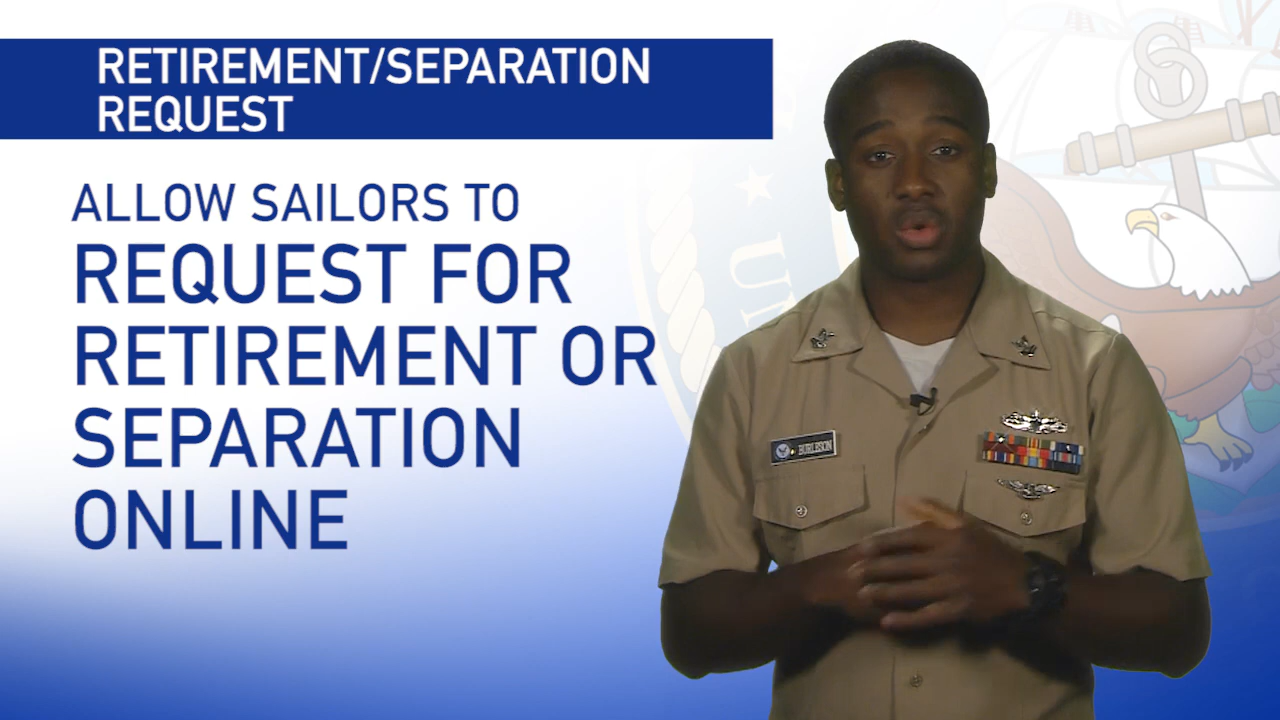 RETIREMENT/SEPARATION
REQUEST
ALLOW SAILORS TO
REQUEST FOR
RETIREMENT OR
SEPARATION
ONLINE
BURLESON